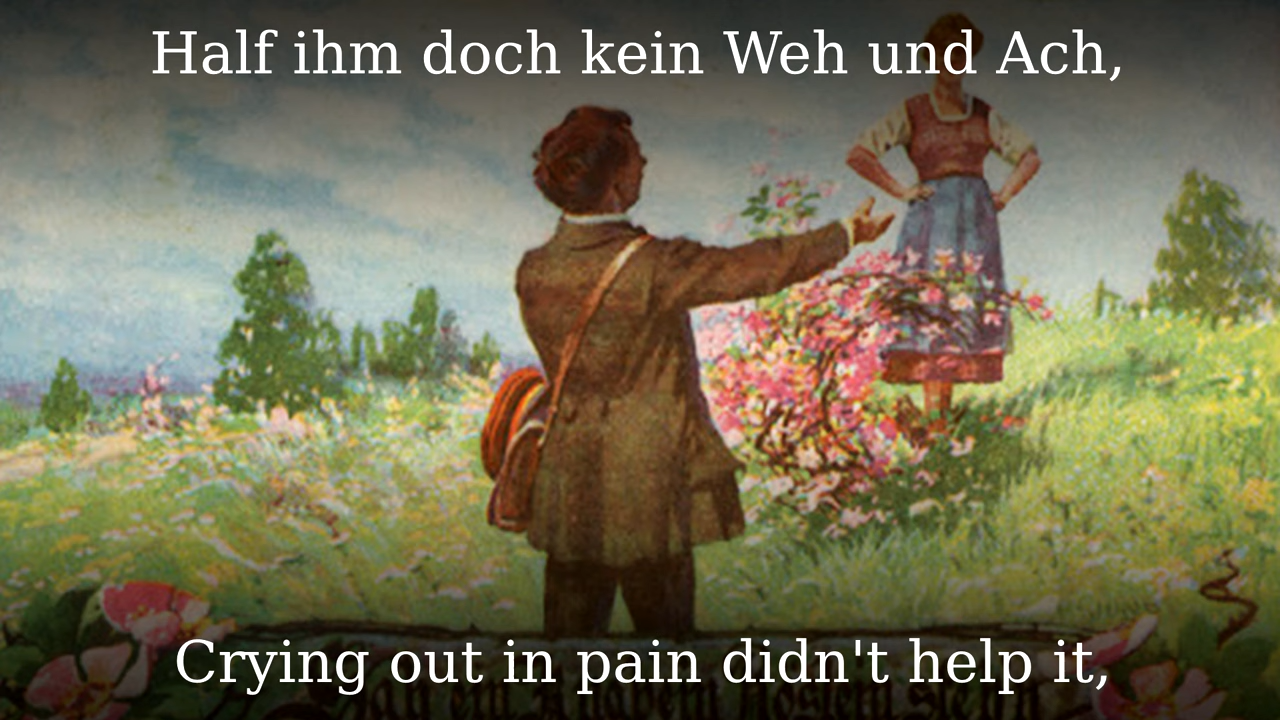 Half ihm doch kein Weh und Ach,
Crying out in pain didn't help it,